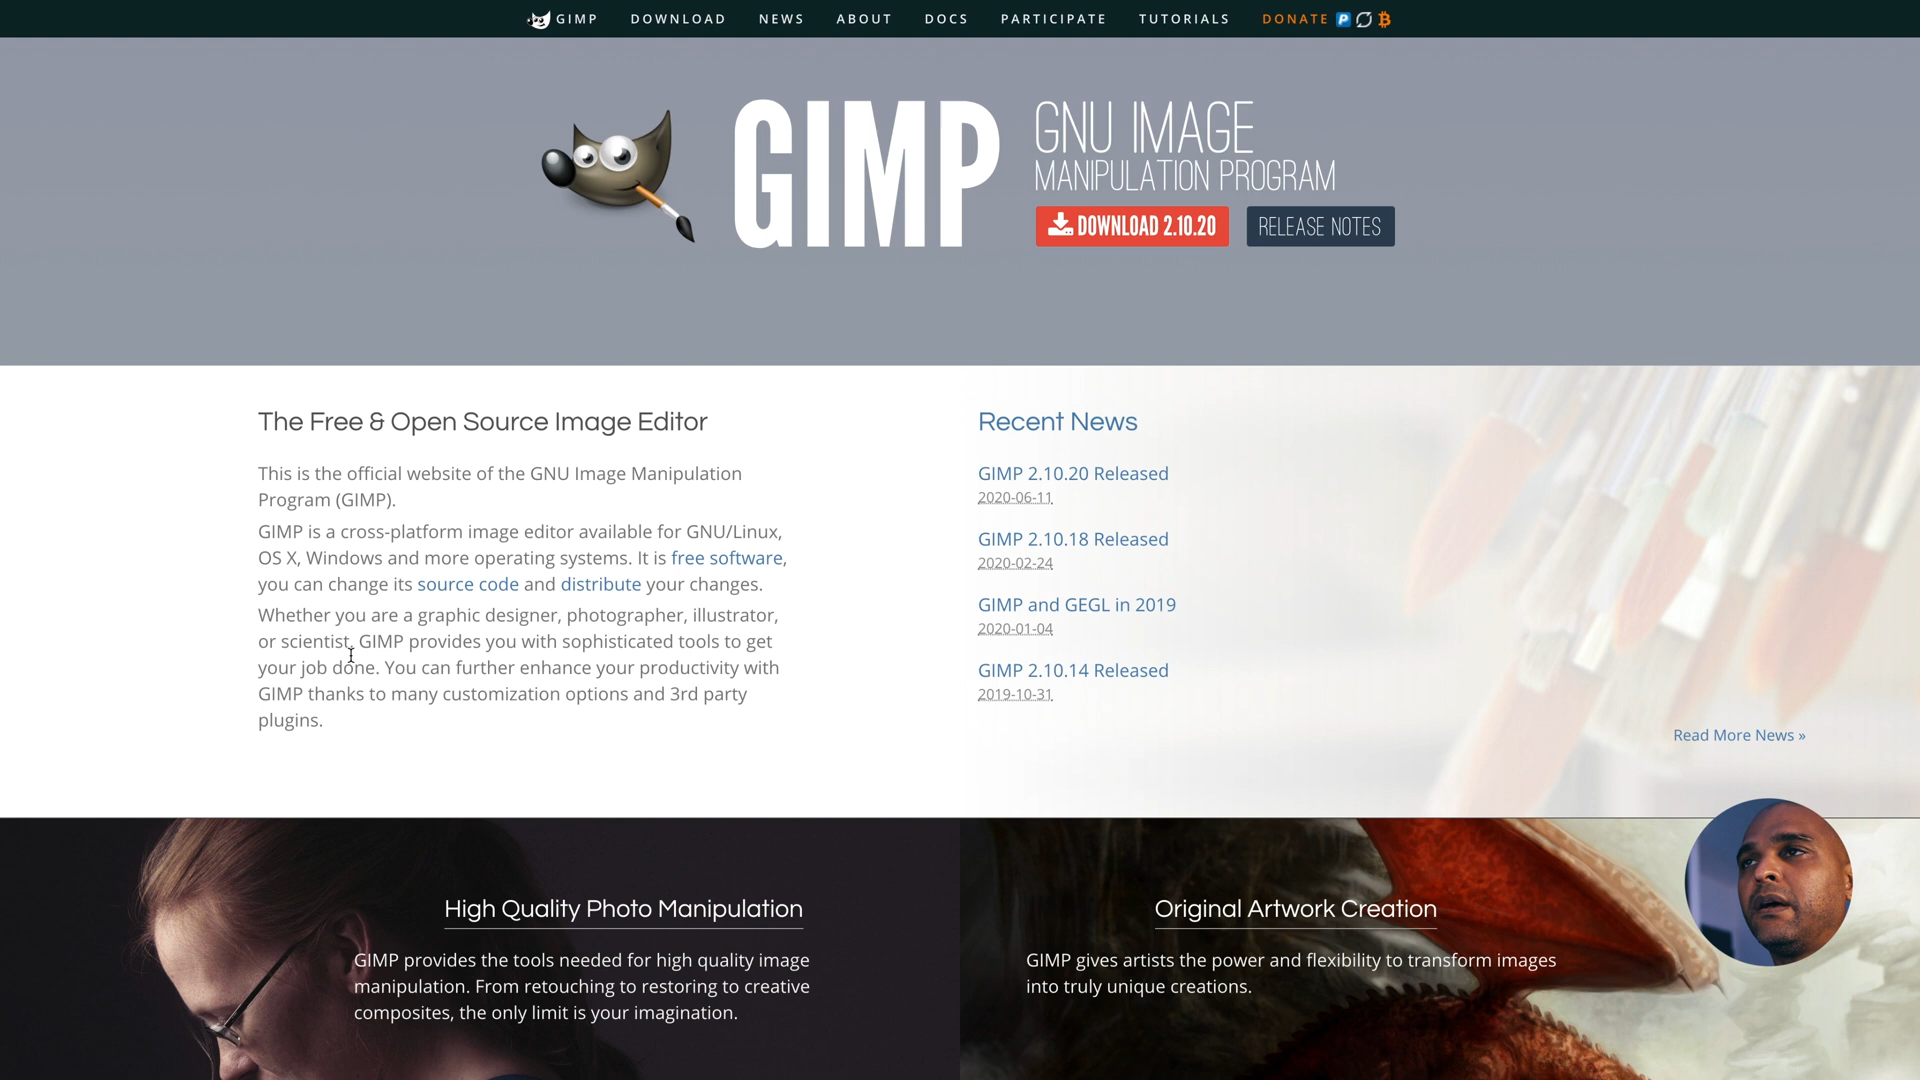 GIMP DOWNLOAD NEWS ABOUT DOCS PARTICIPATE TUTORIALS DONATE
GIMP
GNU IMAGE
MANIPULATION PROGRAM
DOWNLOAD 2.10.20 RELEASE NOTES
The Free & Open Source Image Editor
This is the official website of the GNU Image Manipulation
Program (GIMP).
GIMP is a cross-platform image editor available for GNU/Linux,
OS X, Windows and more operating systems. It is free software,
you can change its source code and distribute your changes.
Whether you are a graphic designer, photographer, illustrator,
or scientist, GIMP provides you with sophisticated tools to get
your job done. You can further enhance your productivity with
GIMP thanks to many customization options and 3rd party
plugins.
Recent News
GIMP 2.10.20 Released
2020-06-11
GIMP 2.10.18 Released
2020-02-24
GIMP and GEGL in 2019
2020-01-04
GIMP 2.10.14 Released
2019-10-31
Read More News »
High Quality Photo Manipulation
GIMP provides the tools needed for high quality image
manipulation. From retouching to restoring to creative
composites, the only limit is your imagination.
Original Artwork Creation
GIMP gives artists the power and flexibility to transform images
into truly unique creations.